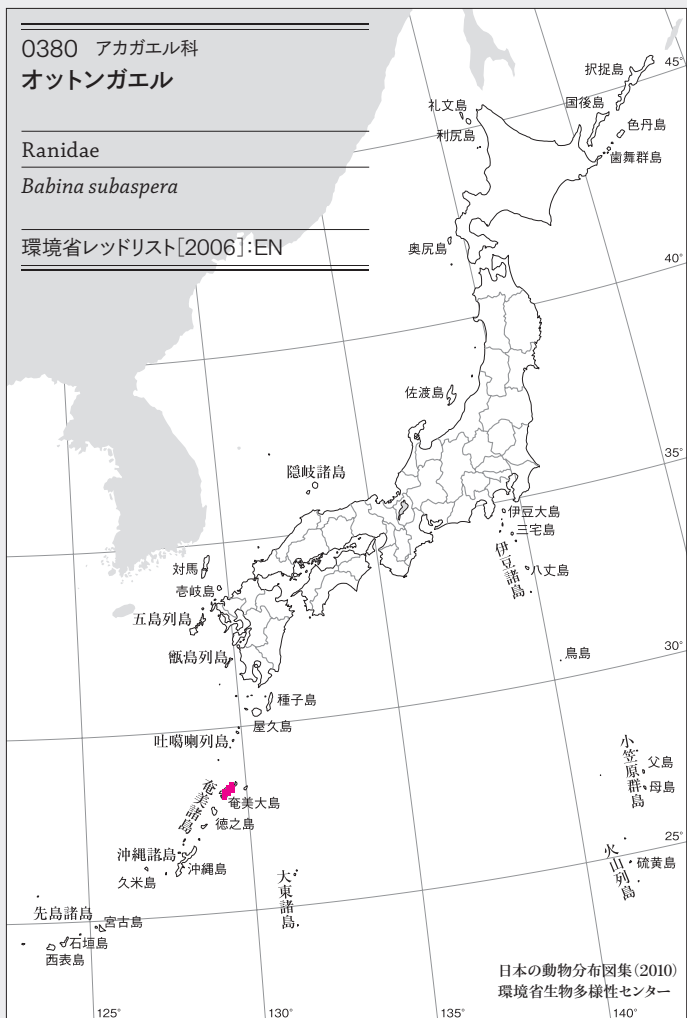 0380 アカガエル科
オットンガエル
Ranidae
Babina subaspera
環境省レッドリスト[2006]:EN
択捉島
45°
礼文島
国後島
色丹島
利尻島
歯舞群島
奥尻島
40°
佐渡島
35°
隠岐諸島
伊豆大島
三宅島
伊豆諸島
八丈島
対馬
壱岐島
五島列島
甑島列島
鳥島
30°
種子島
屋久島
吐噶喇列島
小笠原群島
父島
母島
奄美諸島
奄美大島
徳之島
25°
沖縄諸島
沖縄島
久米島
火山列島
硫黄島
大東諸島
先島諸島
宮古島
石垣島
西表島
日本の動物分布図集(2010)
環境省生物多様性センター
125°
130°
135°
140°